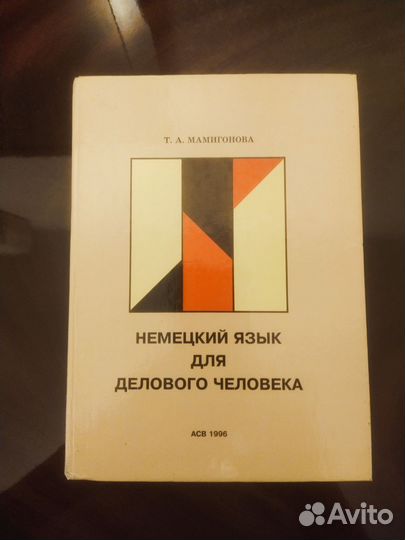 Т. А. МАМИГОНОВА
НЕМЕЦКИЙ ЯЗЫК
ДЛЯ
ДЕЛОВОГО ЧЕЛОВЕКА
АСВ 1996
Avito